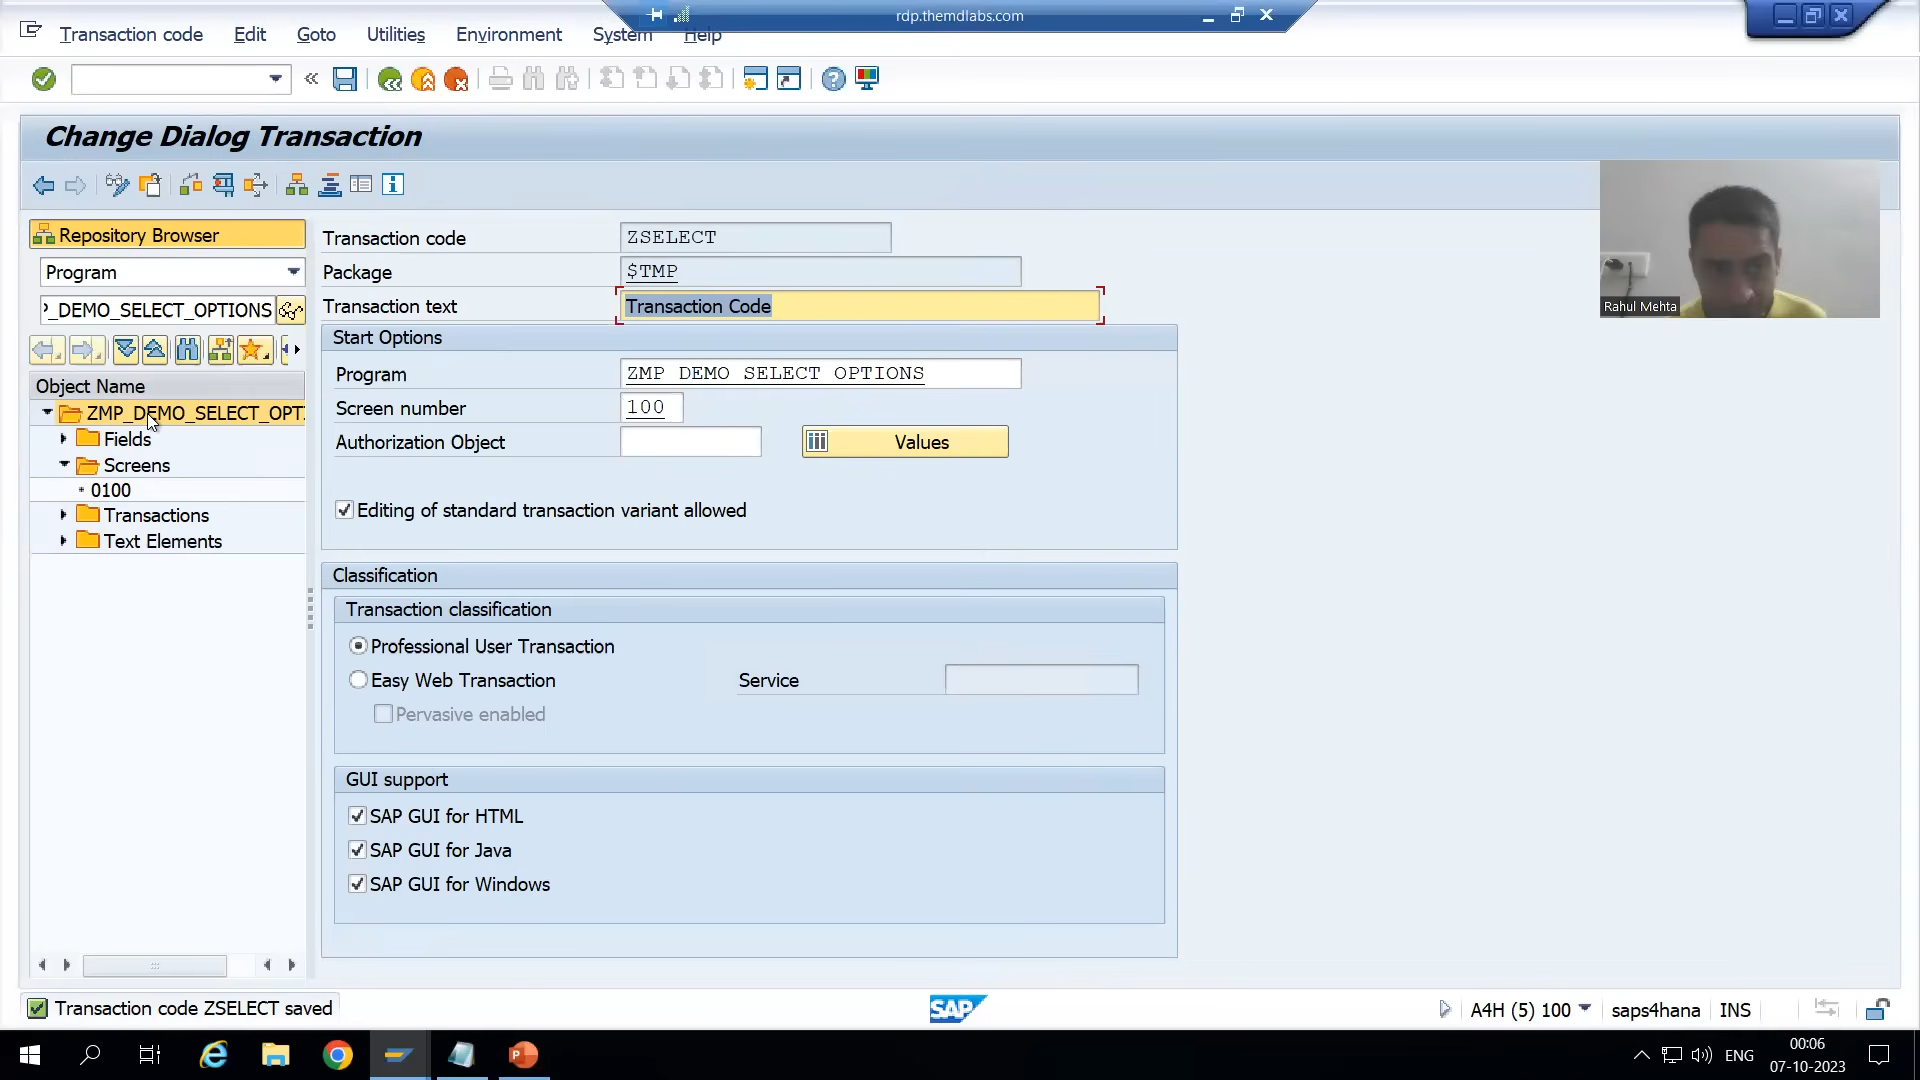 rdp.themdlabs.com
Transaction code Edit Goto Utilities Environment System Help
Change Dialog Transaction
Repository Browser
Program
_DEMO_SELECT_OPTIONS
Object Name
ZMP_DEMO_SELECT_OPT
Fields
Screens
0100
Transactions
Text Elements
Transaction code ZSELECT
Package $TMP
Transaction text Transaction Code
Start Options
Program ZMP_DEMO_SELECT_OPTIONS
Screen number 100
Authorization Object Values
Editing of standard transaction variant allowed
Classification
Transaction classification
Professional User Transaction
Easy Web Transaction Service
Pervasive enabled
GUI support
SAP GUI for HTML
SAP GUI for Java
SAP GUI for Windows
Rahul Mehta
Transaction code ZSELECT saved
SAP
A4H (5) 100 saps4hana INS
ENG
00:06
07-10-2023